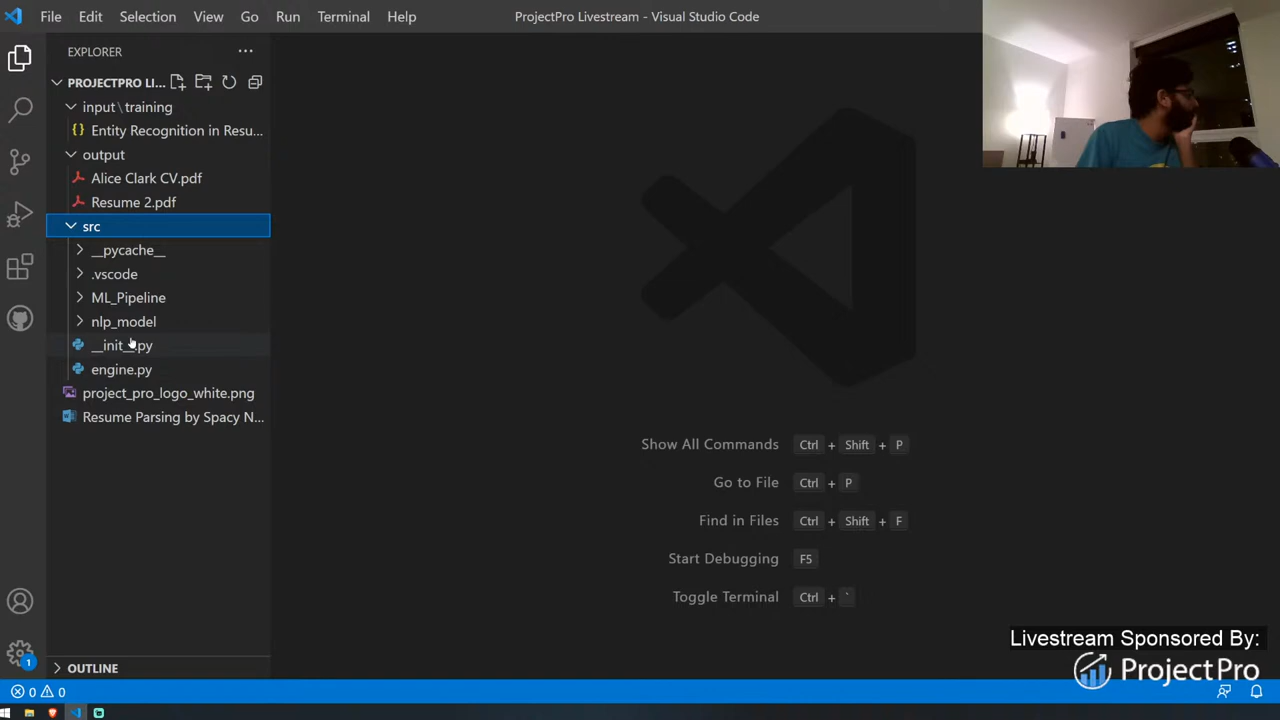 File Edit Selection View Go Run Terminal Help
ProjectPro Livestream - Visual Studio Code
EXPLORER
PROJECTPRO LI...
input\training
Entity Recognition in Resu...
output
Alice Clark CV.pdf
Resume 2.pdf
src
__pycache__
.vscode
ML_Pipeline
nlp_model
__init__.py
engine.py
project_pro_logo_white.png
Resume Parsing by Spacy N...
Show All Commands Ctrl + Shift + P
Go to File Ctrl + P
Find in Files Ctrl + Shift + F
Start Debugging F5
Toggle Terminal Ctrl + `
Livestream Sponsored By:
ProjectPro
OUTLINE
1
0 0